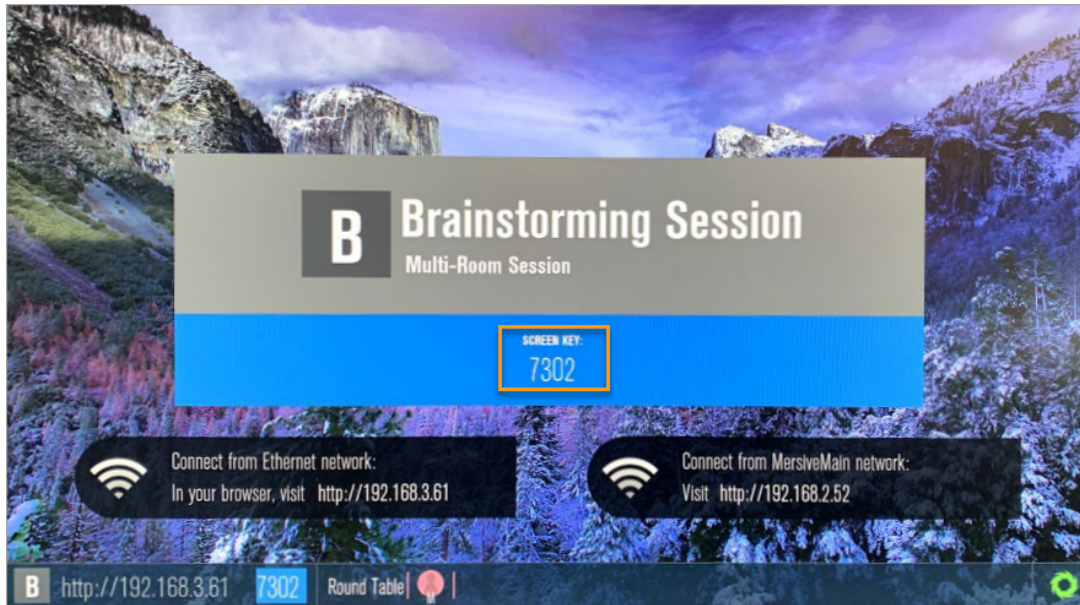 B
Brainstorming Session
Multi-Room Session
SCREEN KEY:
7302
Connect from Ethernet network:
In your browser, visit http://192.168.3.61
Connect from MersiveMain network:
Visit http://192.168.2.52
B http://192.168.3.61 7302 Round Table